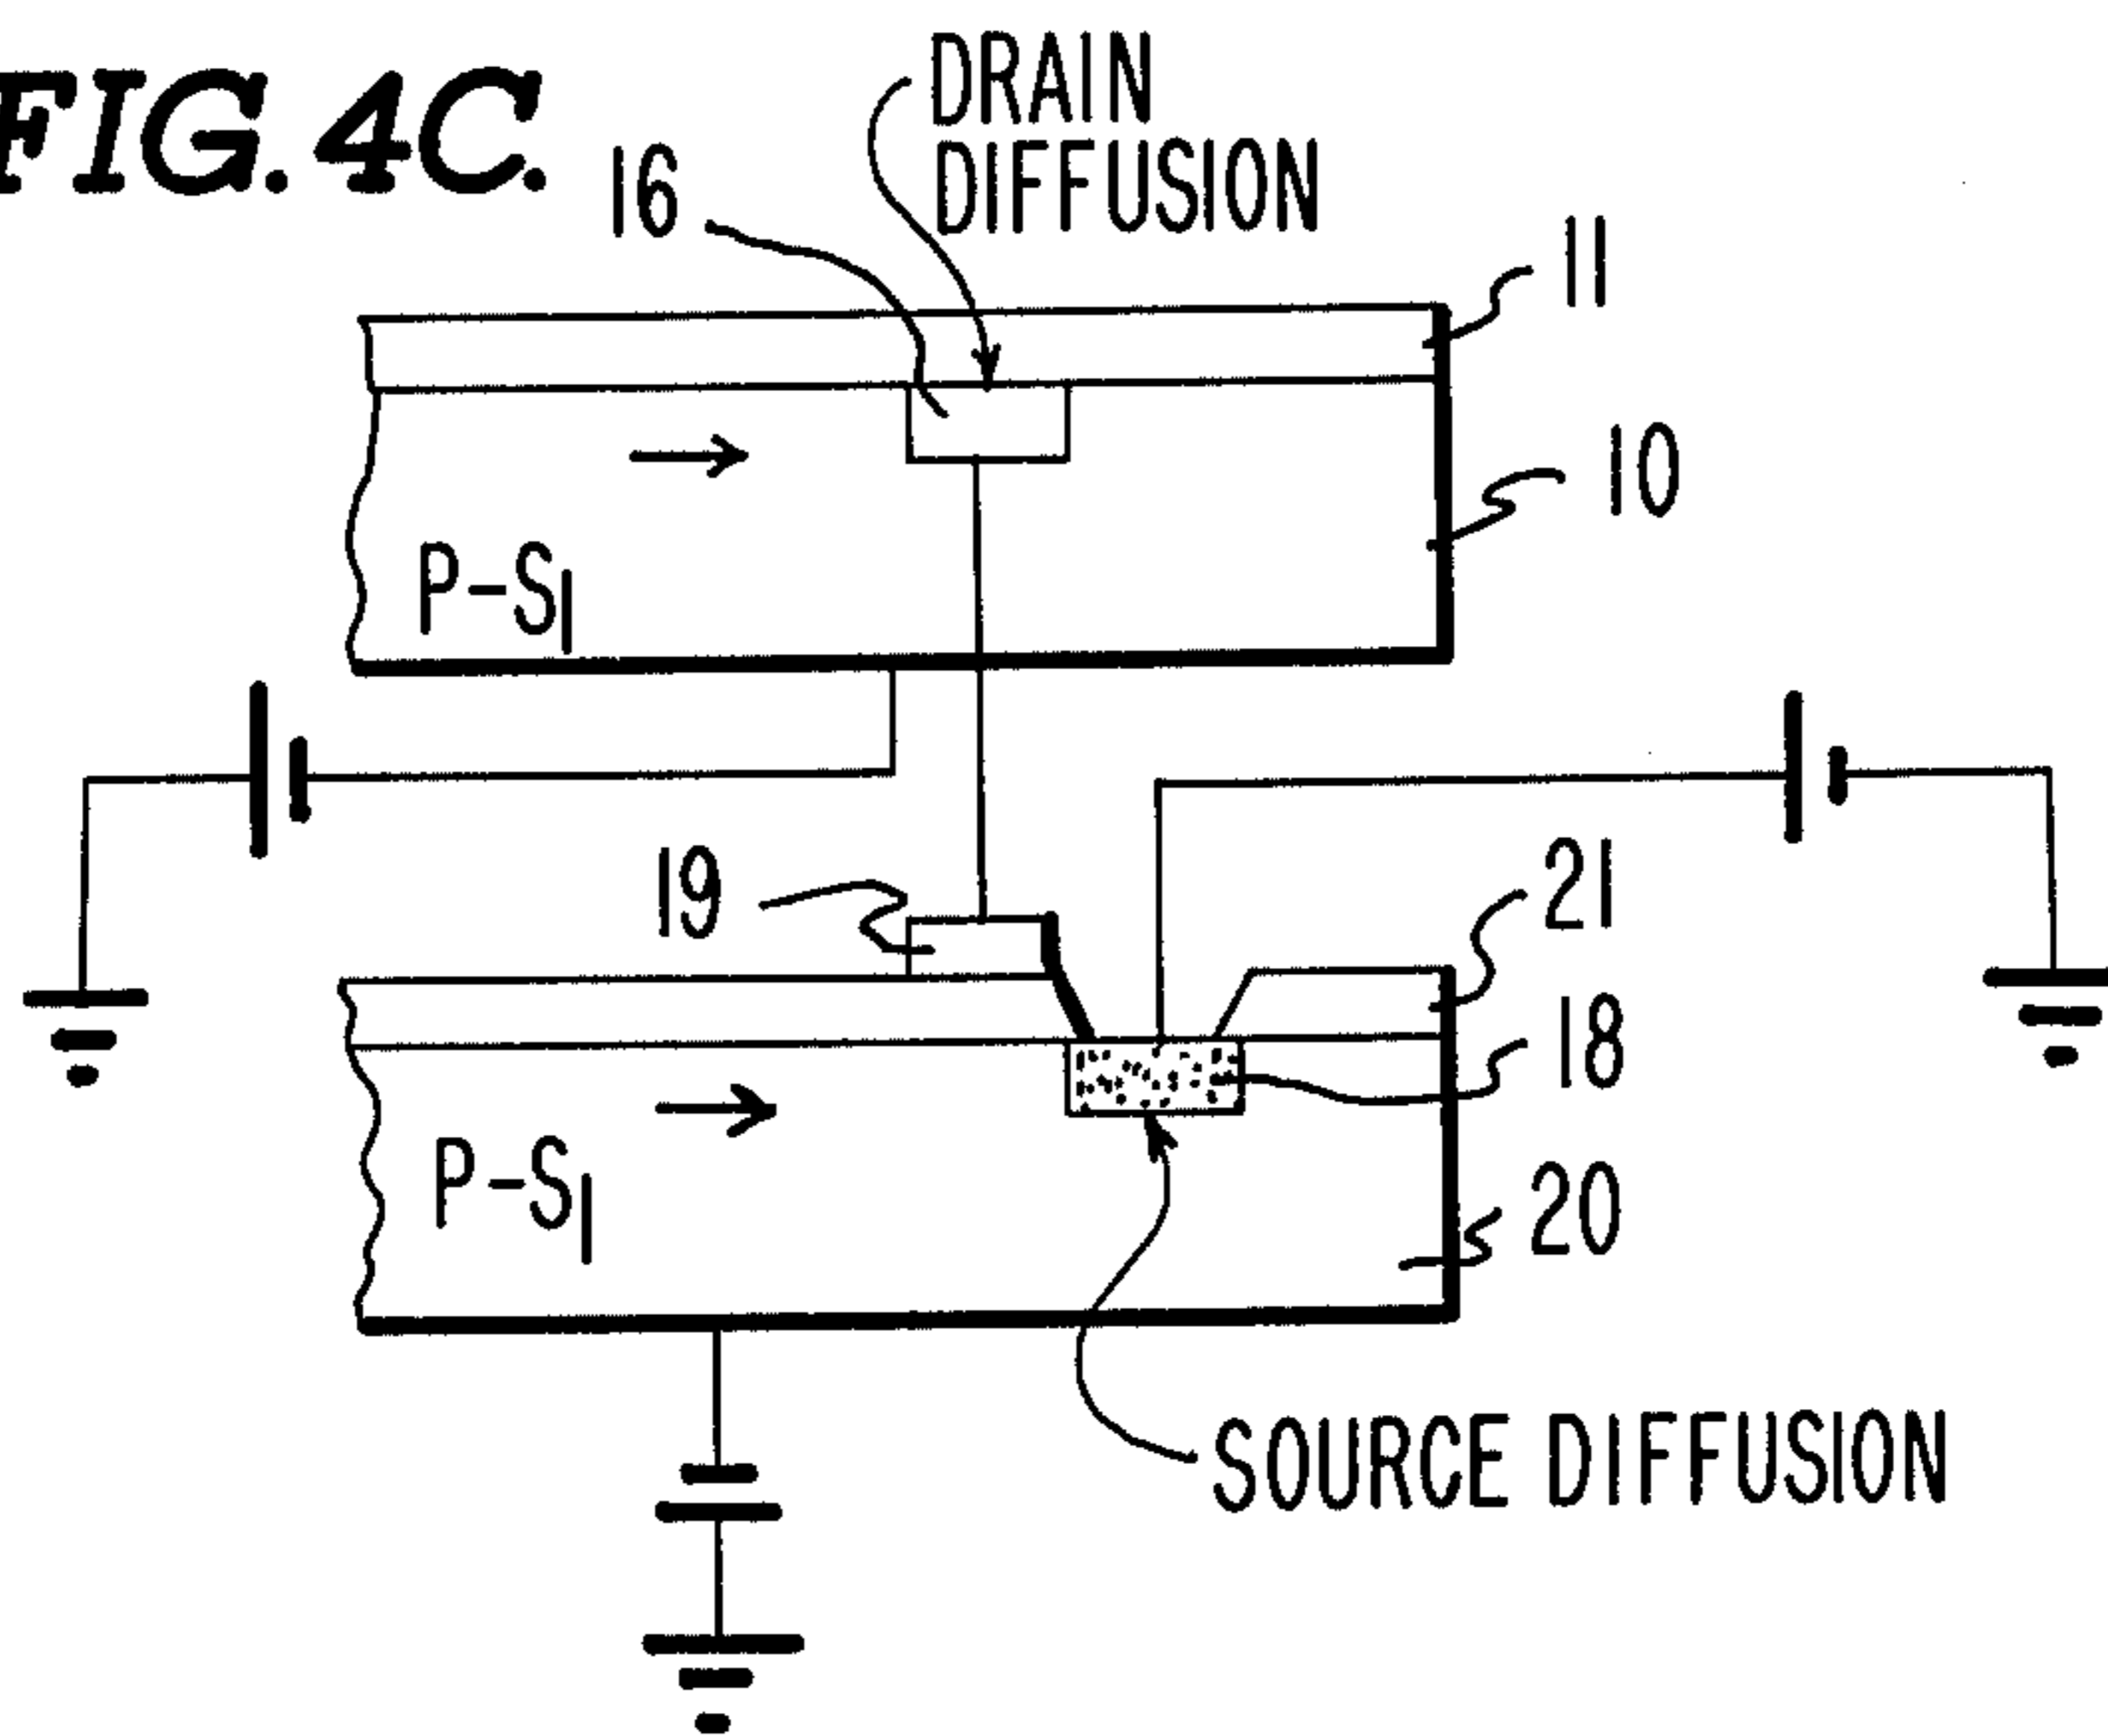 FIG. 4C.
DRAIN
DIFFUSION
16
11
10
P-SI
19
21
18
P-SI
20
SOURCE DIFFUSION